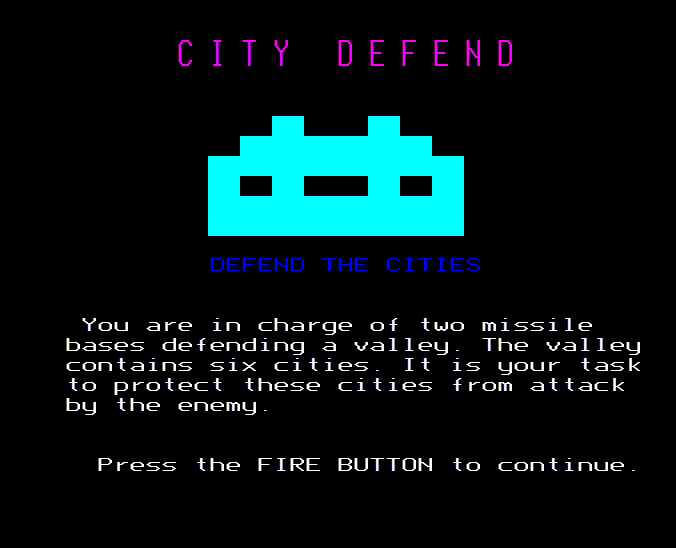 CITY DEFEND
DEFEND THE CITIES
You are in charge of two missile
bases defending a valley. The valley
contains six cities. It is your task
to protect these cities from attack
by the enemy.
Press the FIRE BUTTON to continue.